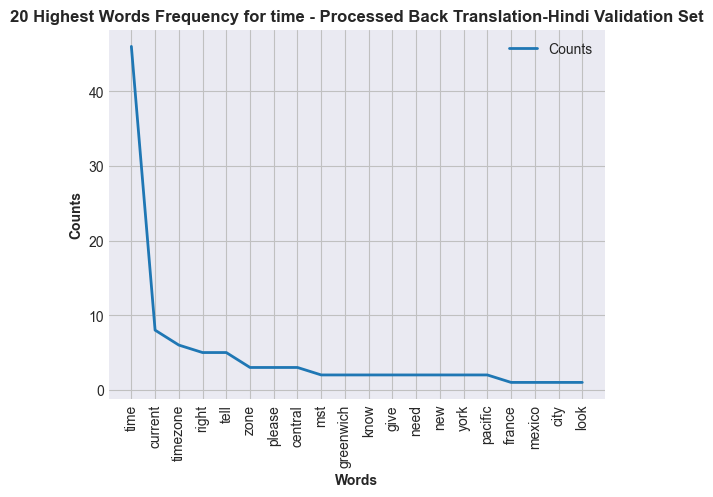 20 Highest Words Frequency for time - Processed Back Translation-Hindi Validation Set
Counts
40
30
20
10
0
Counts
time
current
timezone
right
tell
zone
please
central
mst
greenwich
know
give
need
new
york
pacific
france
mexico
city
look
Words